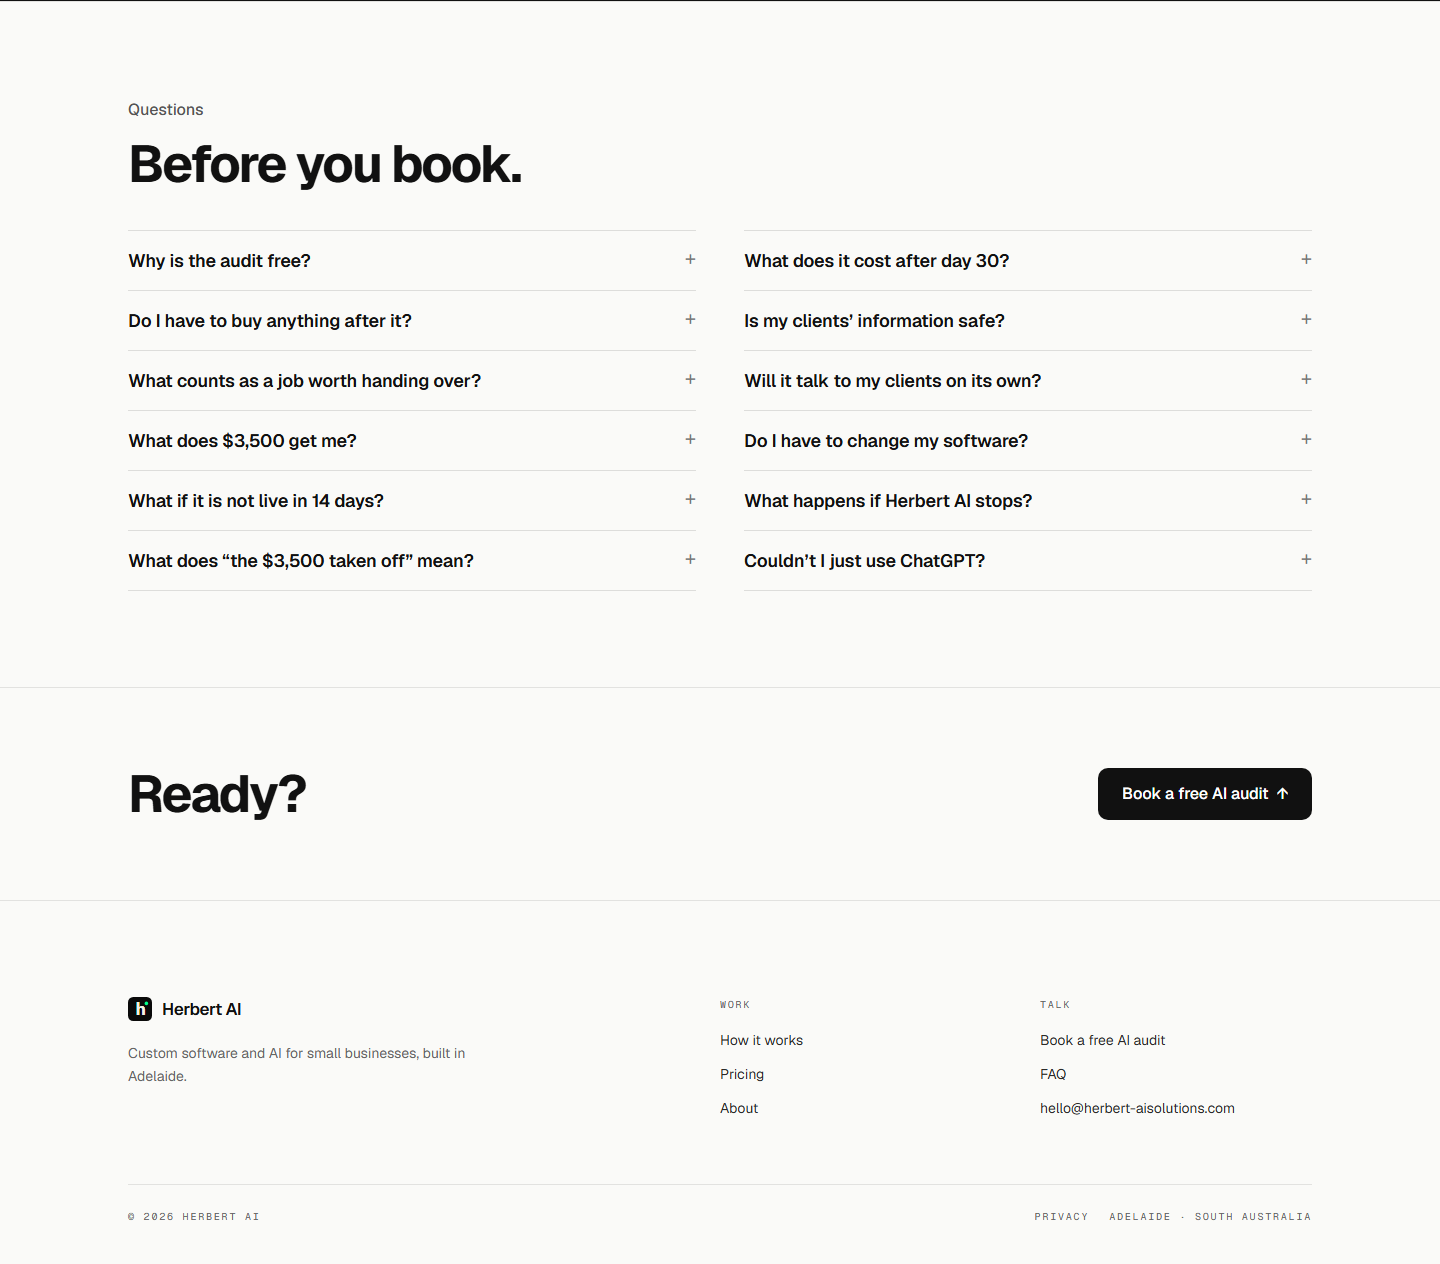 Questions
Before you book.
Why is the audit free?
Do I have to buy anything after it?
What counts as a job worth handing over?
What does $3,500 get me?
What if it is not live in 14 days?
What does “the $3,500 taken off” mean?
What does it cost after day 30?
Is my clients’ information safe?
Will it talk to my clients on its own?
Do I have to change my software?
What happens if Herbert AI stops?
Couldn’t I just use ChatGPT?
Ready?
Book a free AI audit ↑
h
Herbert AI
Custom software and AI for small businesses, built in
Adelaide.
WORK
How it works
Pricing
About
TALK
Book a free AI audit
FAQ
hello@herbert-aisolutions.com
© 2026 HERBERT AI
PRIVACY
ADELAIDE · SOUTH AUSTRALIA